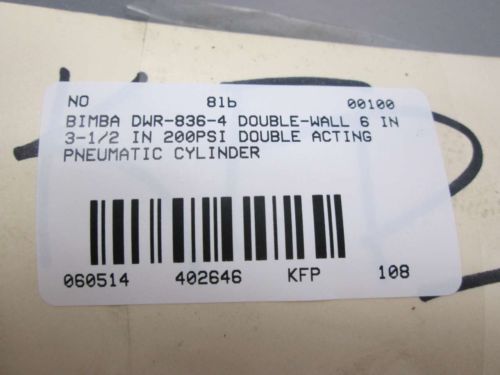 NO 8lb 00100
BIMBA DWR-836-4 DOUBLE-WALL 6 IN
3-1/2 IN 200PSI DOUBLE ACTING
PNEUMATIC CYLINDER
060514 402646 KFP 108